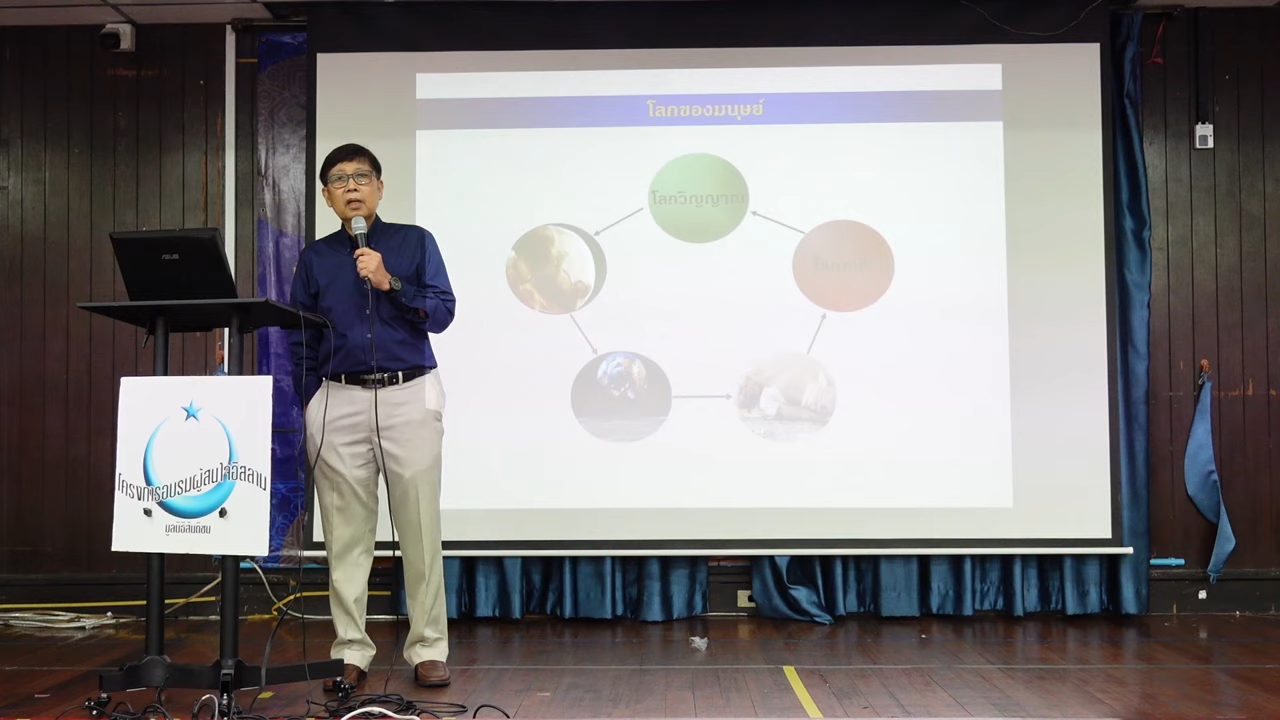 โลกของมนุษย์
โลกวิญญาณ
ASUS
โครงการอบรมผู้สนใจอิสลาม
มูลนิธิสันติชน